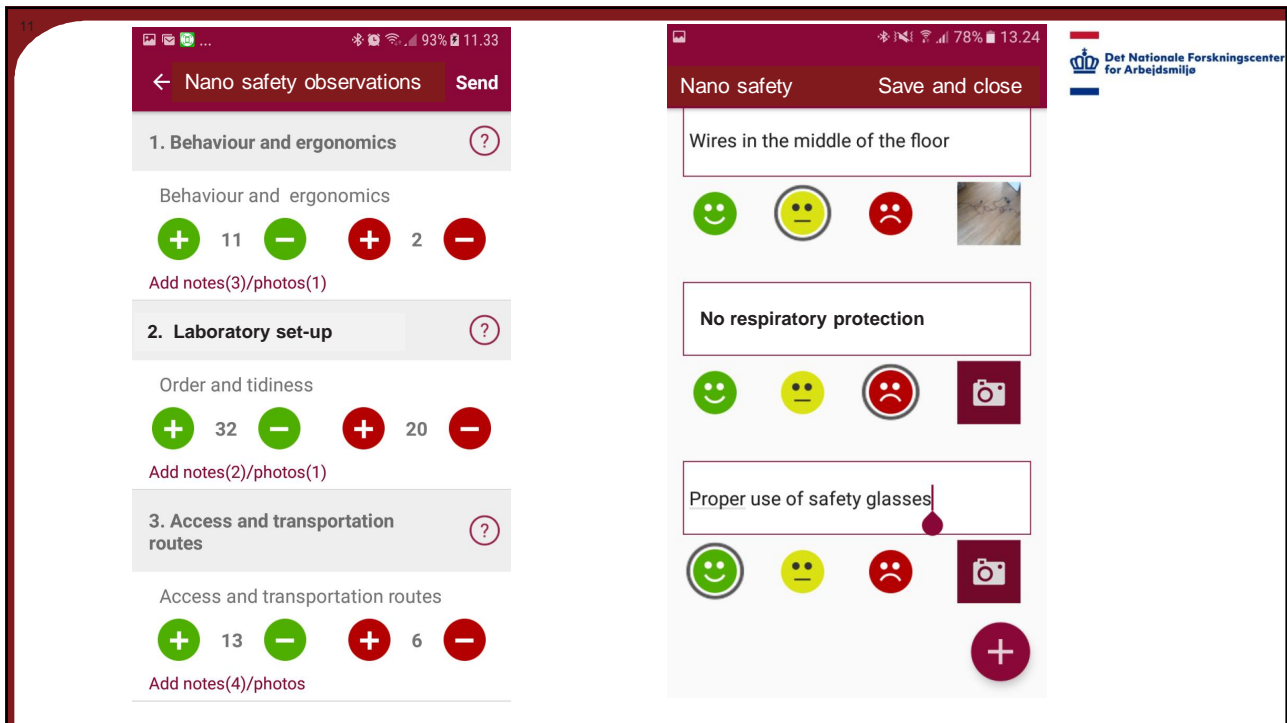 11
... 93% 11.33
Nano safety observations Send
1. Behaviour and ergonomics ?
Behaviour and ergonomics
+ 11 − + 2 −
Add notes(3)/photos(1)
2. Laboratory set-up ?
Order and tidiness
+ 32 − + 20 −
Add notes(2)/photos(1)
3. Access and transportation
routes ?
Access and transportation routes
+ 13 − + 6 −
Add notes(4)/photos
78% 13.24
Nano safety Save and close
Wires in the middle of the floor
No respiratory protection
Proper use of safety glasses
+
Det Nationale Forskningscenter
for Arbejdsmiljø